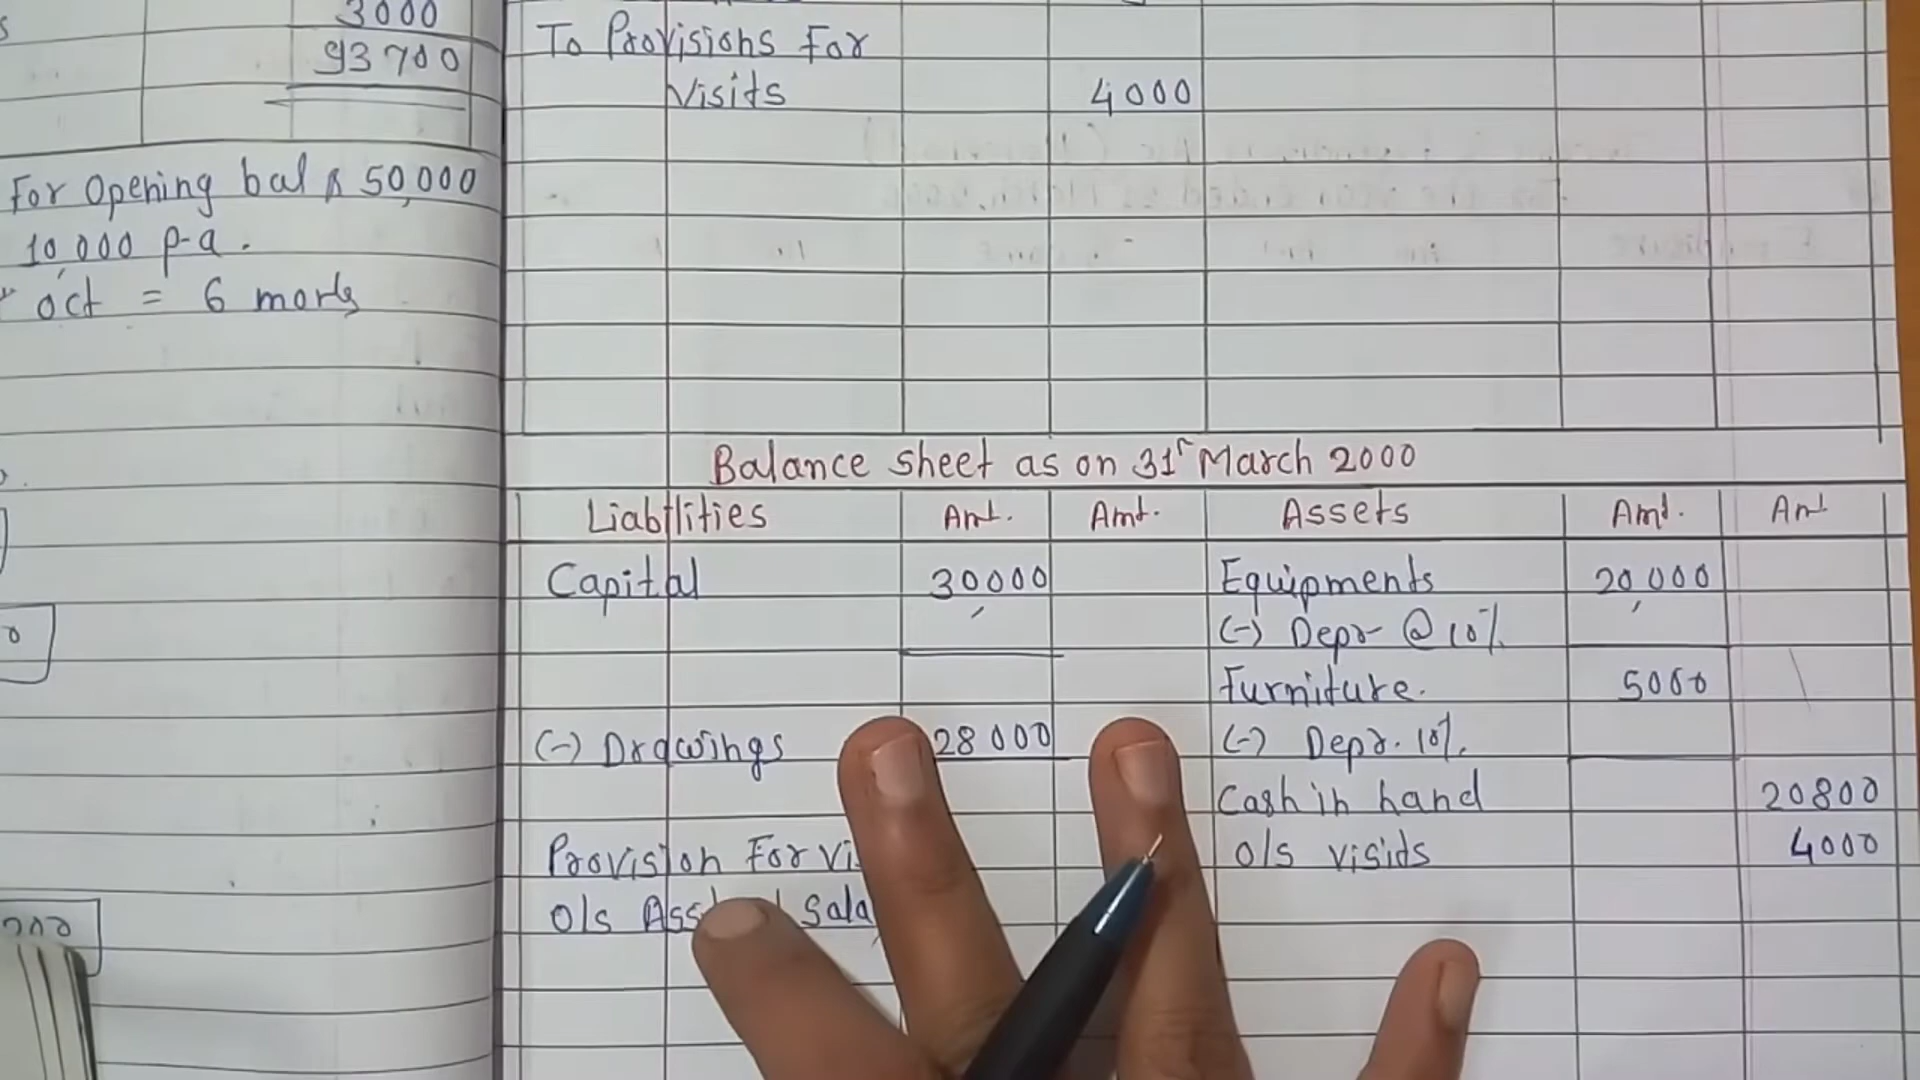 3000
93700
For opening bal 50,000
10,000 p.a.
oct = 6
To Provisions For
Visits 4000
Balance sheet as on 31st March 2000
Liabilities Amt. Amt. Assets Amt. Amt
Capital 30000 Equipments 20,000
(-) Depr @ 10%
Furniture. 5000
(-) Drawings 28000 (-) Depr. 10%
Cash in hand 20800
Provision For O/s visits 4000
O/s